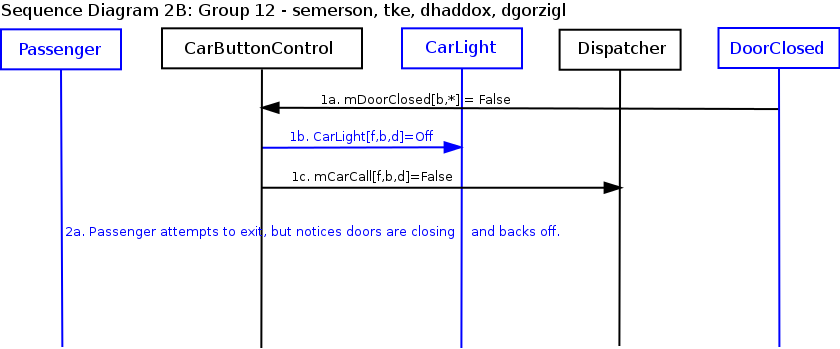 Sequence Diagram 2B: Group 12 - semerson, tke, dhaddox, dgorzigl
Passenger
CarButtonControl
CarLight
Dispatcher
DoorClosed
1a. mDoorClosed[b,*] = False
1b. CarLight[f,b,d]=Off
1c. mCarCall[f,b,d]=False
2a. Passenger attempts to exit, but notices doors are closing and backs off.